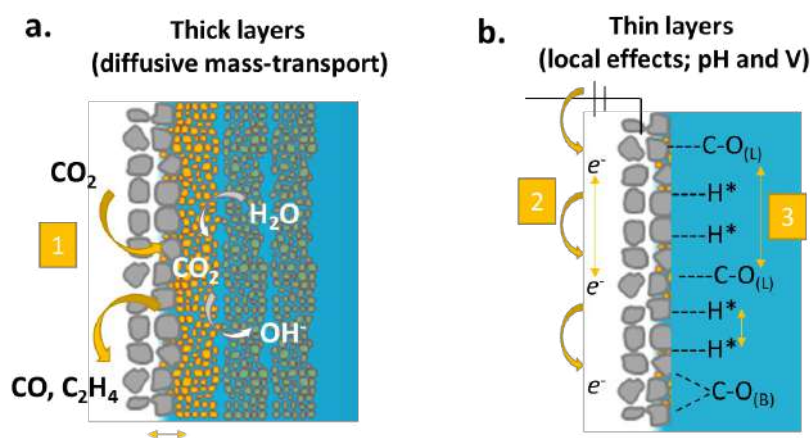 a.
Thick layers
(diffusive mass-transport)
CO₂
1
H₂O
CO₂
OH⁻
CO, C₂H₄
b.
Thin layers
(local effects; pH and V)
e⁻
C-O(L)
2
H*
3
H*
e⁻
C-O(L)
H*
H*
e⁻
C-O(B)